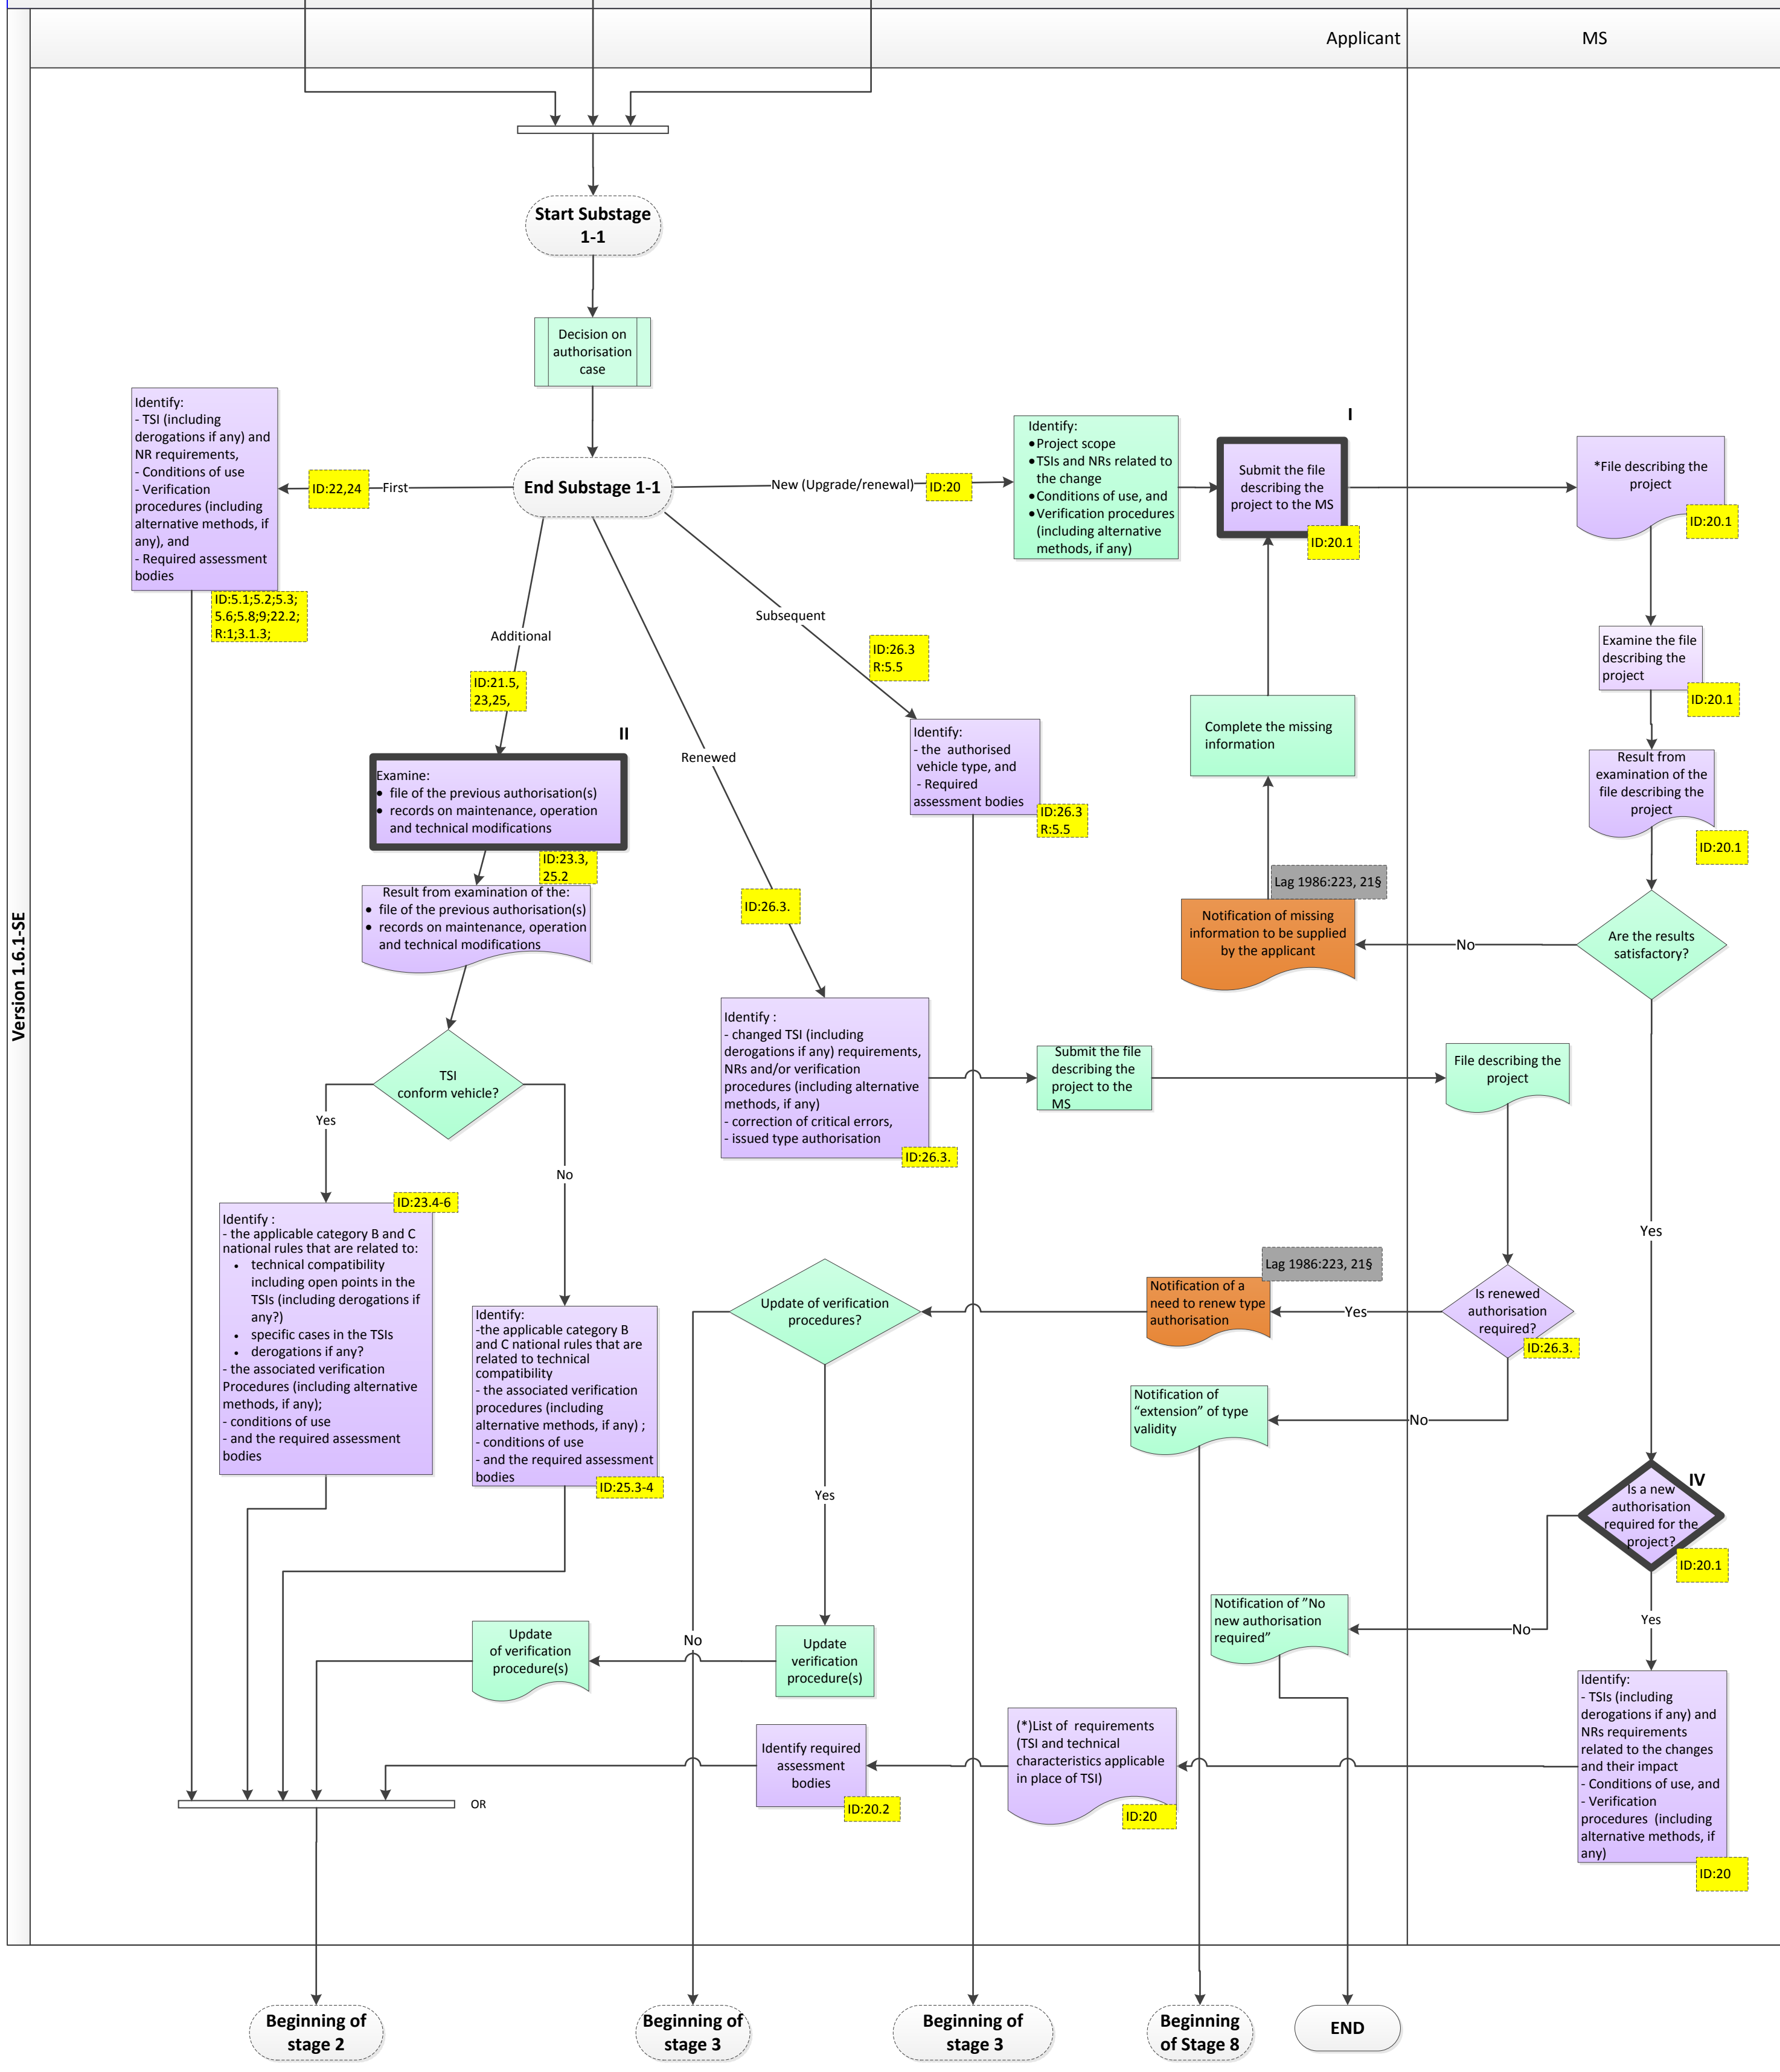 Applicant
MS
Version 1.6.1-SE
Start Substage
1-1
Decision on
authorisation
case
End Substage 1-1
First
ID:22,24
Identify:
- TSI (including
derogations if any) and
NR requirements,
- Conditions of use
- Verification
procedures (including
alternative methods, if
any), and
- Required assessment
bodies
ID:5.1;5.2;5.3;
5.6;5.8;9;22.2;
R:1;3.1.3;
New (Upgrade/renewal)
ID:20
Identify:
•Project scope
•TSIs and NRs related to
the change
•Conditions of use, and
•Verification procedures
(including alternative
methods, if any)
I
Submit the file
describing the
project to the MS
ID:20.1
*File describing the
project
ID:20.1
Examine the file
describing the
project
ID:20.1
Result from
examination of the
file describing the
project
ID:20.1
Are the results
satisfactory?
No
Lag 1986:223, 21§
Notification of missing
information to be supplied
by the applicant
Complete the missing
information
Additional
ID:21.5,
23,25,
II
Examine:
• file of the previous authorisation(s)
• records on maintenance, operation
and technical modifications
ID:23.3,
25.2
Result from examination of the:
• file of the previous authorisation(s)
• records on maintenance, operation
and technical modifications
TSI
conform vehicle?
Yes
No
ID:23.4-6
Identify :
- the applicable category B and C
national rules that are related to:
• technical compatibility
including open points in the
TSIs (including derogations if
any?)
• specific cases in the TSIs
• derogations if any?
- the associated verification
Procedures (including alternative
methods, if any);
- conditions of use
- and the required assessment
bodies
Identify:
-the applicable category B
and C national rules that are
related to technical
compatibility
- the associated verification
procedures (including
alternative methods, if any) ;
- conditions of use
- and the required assessment
bodies
ID:25.3-4
Subsequent
ID:26.3
R:5.5
Identify:
- the authorised
vehicle type, and
- Required
assessment bodies
ID:26.3
R:5.5
Renewed
ID:26.3.
Identify :
- changed TSI (including
derogations if any) requirements,
NRs and/or verification
procedures (including alternative
methods, if any)
- correction of critical errors,
- issued type authorisation
ID:26.3.
Submit the file
describing the
project to the
MS
File describing the
project
Is renewed
authorisation
required?
ID:26.3.
Yes
Lag 1986:223, 21§
Notification of a
need to renew type
authorisation
Update of verification
procedures?
No
Notification of
“extension” of type
validity
Yes
Yes
IV
Is a new
authorisation
required for the
project?
ID:20.1
No
Notification of ”No
new authorisation
required”
Yes
Identify:
- TSIs (including
derogations if any) and
NRs requirements
related to the changes
and their impact
- Conditions of use, and
- Verification
procedures (including
alternative methods, if
any)
ID:20
No
Update
verification
procedure(s)
Update
of verification
procedure(s)
(*)List of requirements
(TSI and technical
characteristics applicable
in place of TSI)
ID:20
Identify required
assessment
bodies
ID:20.2
OR
Beginning of
stage 2
Beginning of
stage 3
Beginning of
stage 3
Beginning
of Stage 8
END